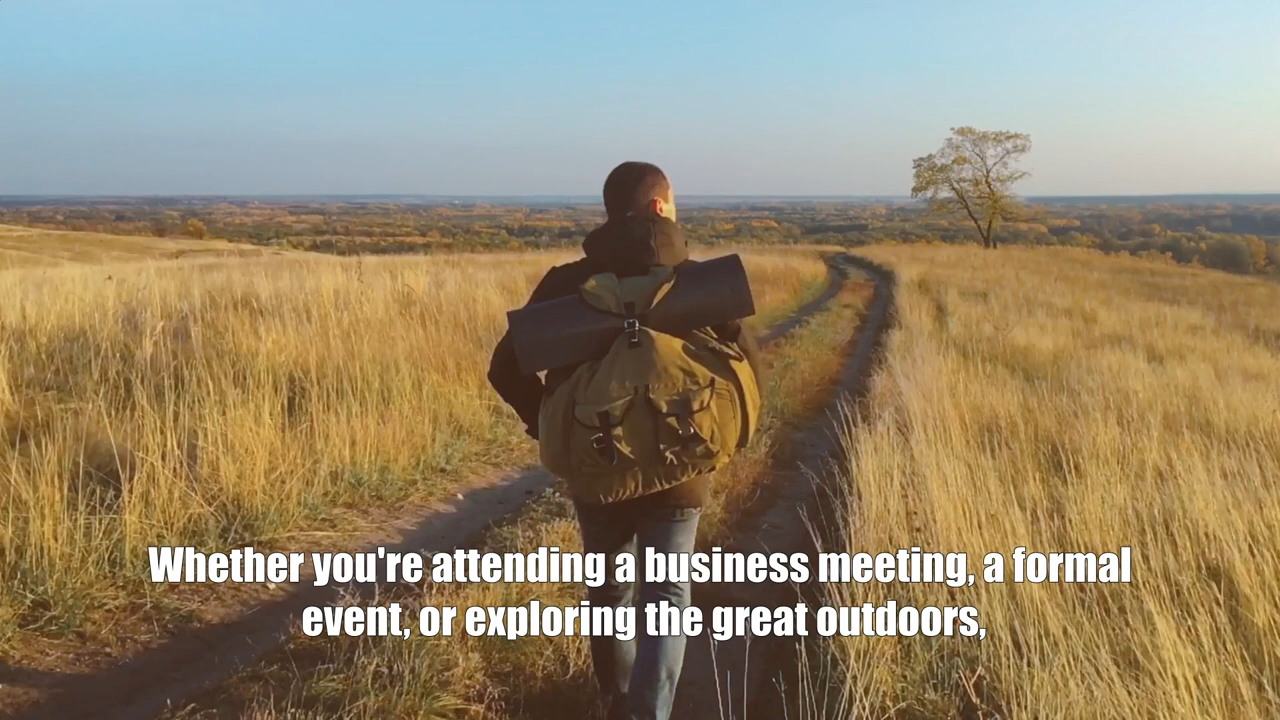 Whether you're attending a business meeting, a formal
event, or exploring the great outdoors,